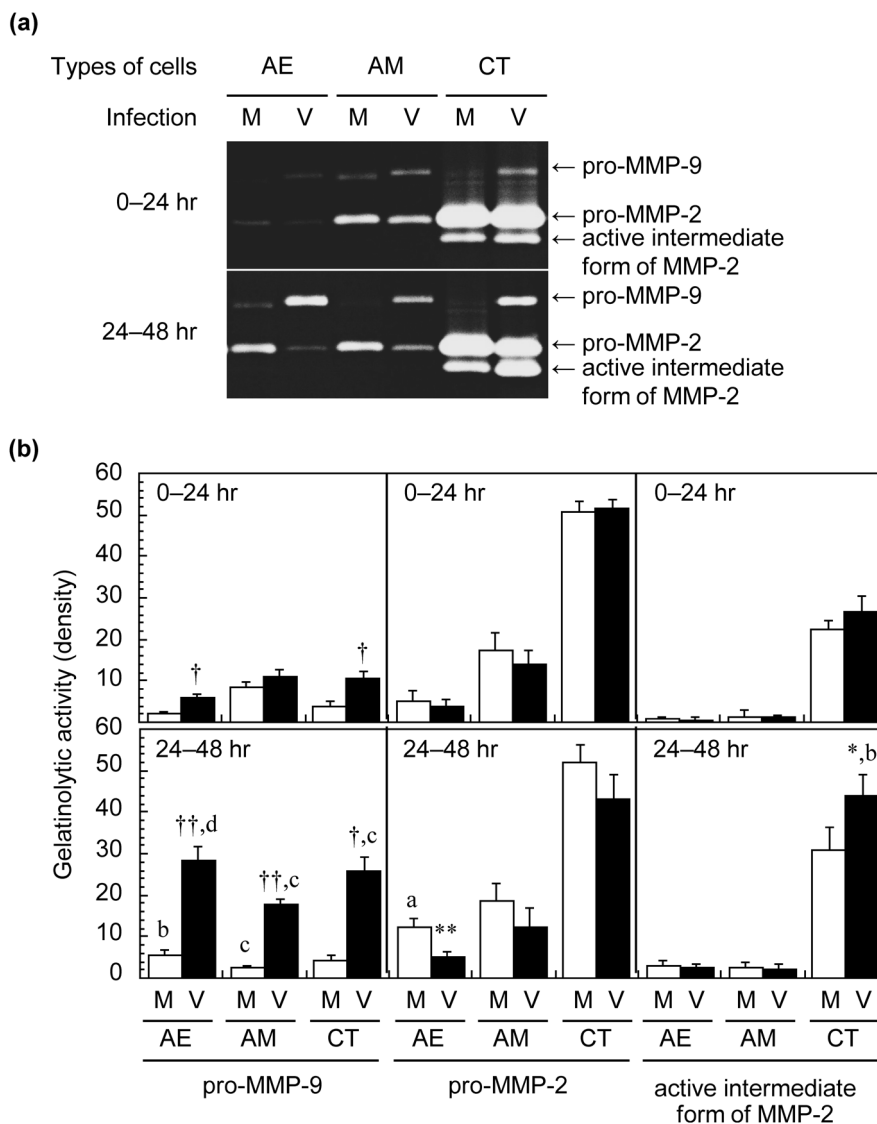 (a)
Types of cells AE AM CT
Infection M V M V M V
0–24 hr
← pro-MMP-9
← pro-MMP-2
← active intermediate
form of MMP-2
24–48 hr
← pro-MMP-9
← pro-MMP-2
← active intermediate
form of MMP-2
(b)
Gelatinolytic activity (density)
60
50
40
30
20
10
0
0–24 hr 0–24 hr 0–24 hr
† †
60
50
40
30
20
10
0
24–48 hr 24–48 hr 24–48 hr
b ††,d c ††,c †,c
a **
*,b
M V M V M V M V M V M V M V M V M V
AE AM CT AE AM CT AE AM CT
pro-MMP-9 pro-MMP-2 active intermediate
form of MMP-2